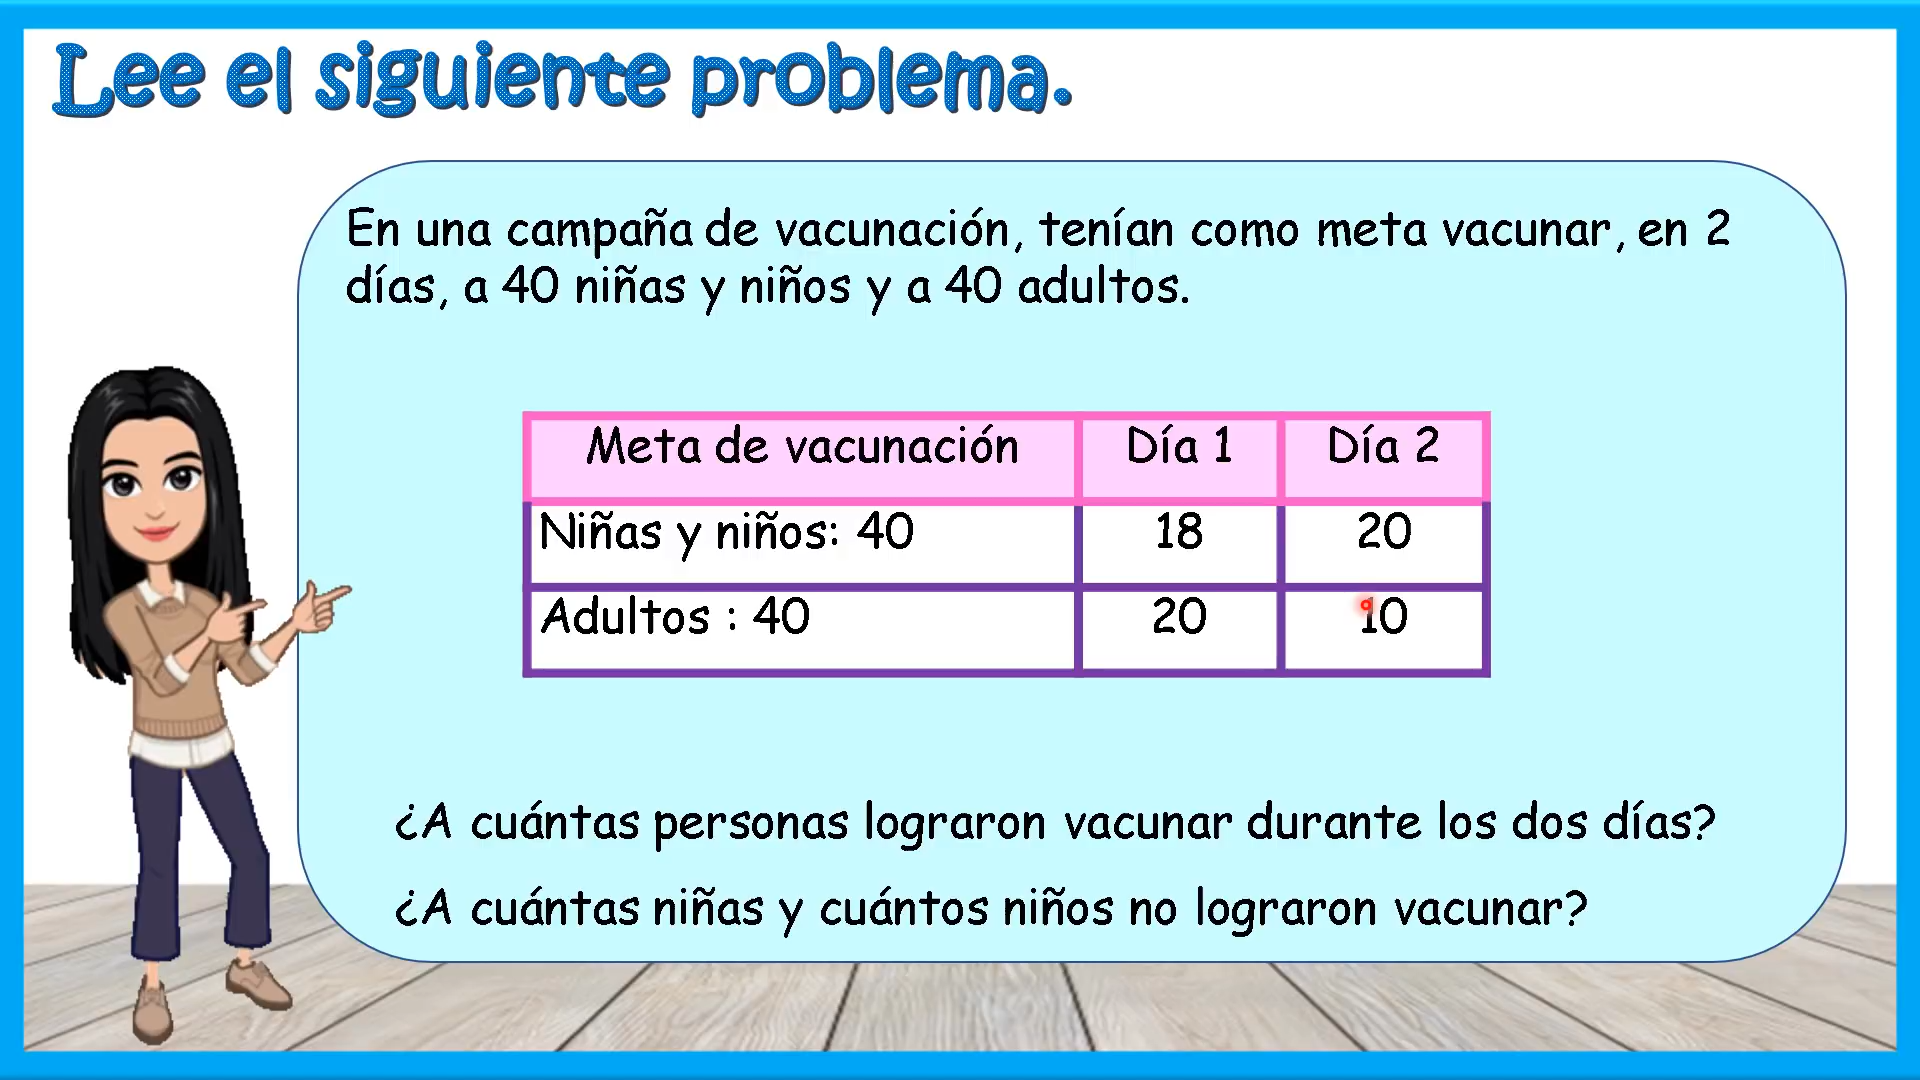 Lee el siguiente problema.
En una campaña de vacunación, tenían como meta vacunar, en 2
días, a 40 niñas y niños y a 40 adultos.
Meta de vacunación Día 1 Día 2
Niñas y niños: 40 18 20
Adultos : 40 20 10
¿A cuántas personas lograron vacunar durante los dos días?
¿A cuántas niñas y cuántos niños no lograron vacunar?